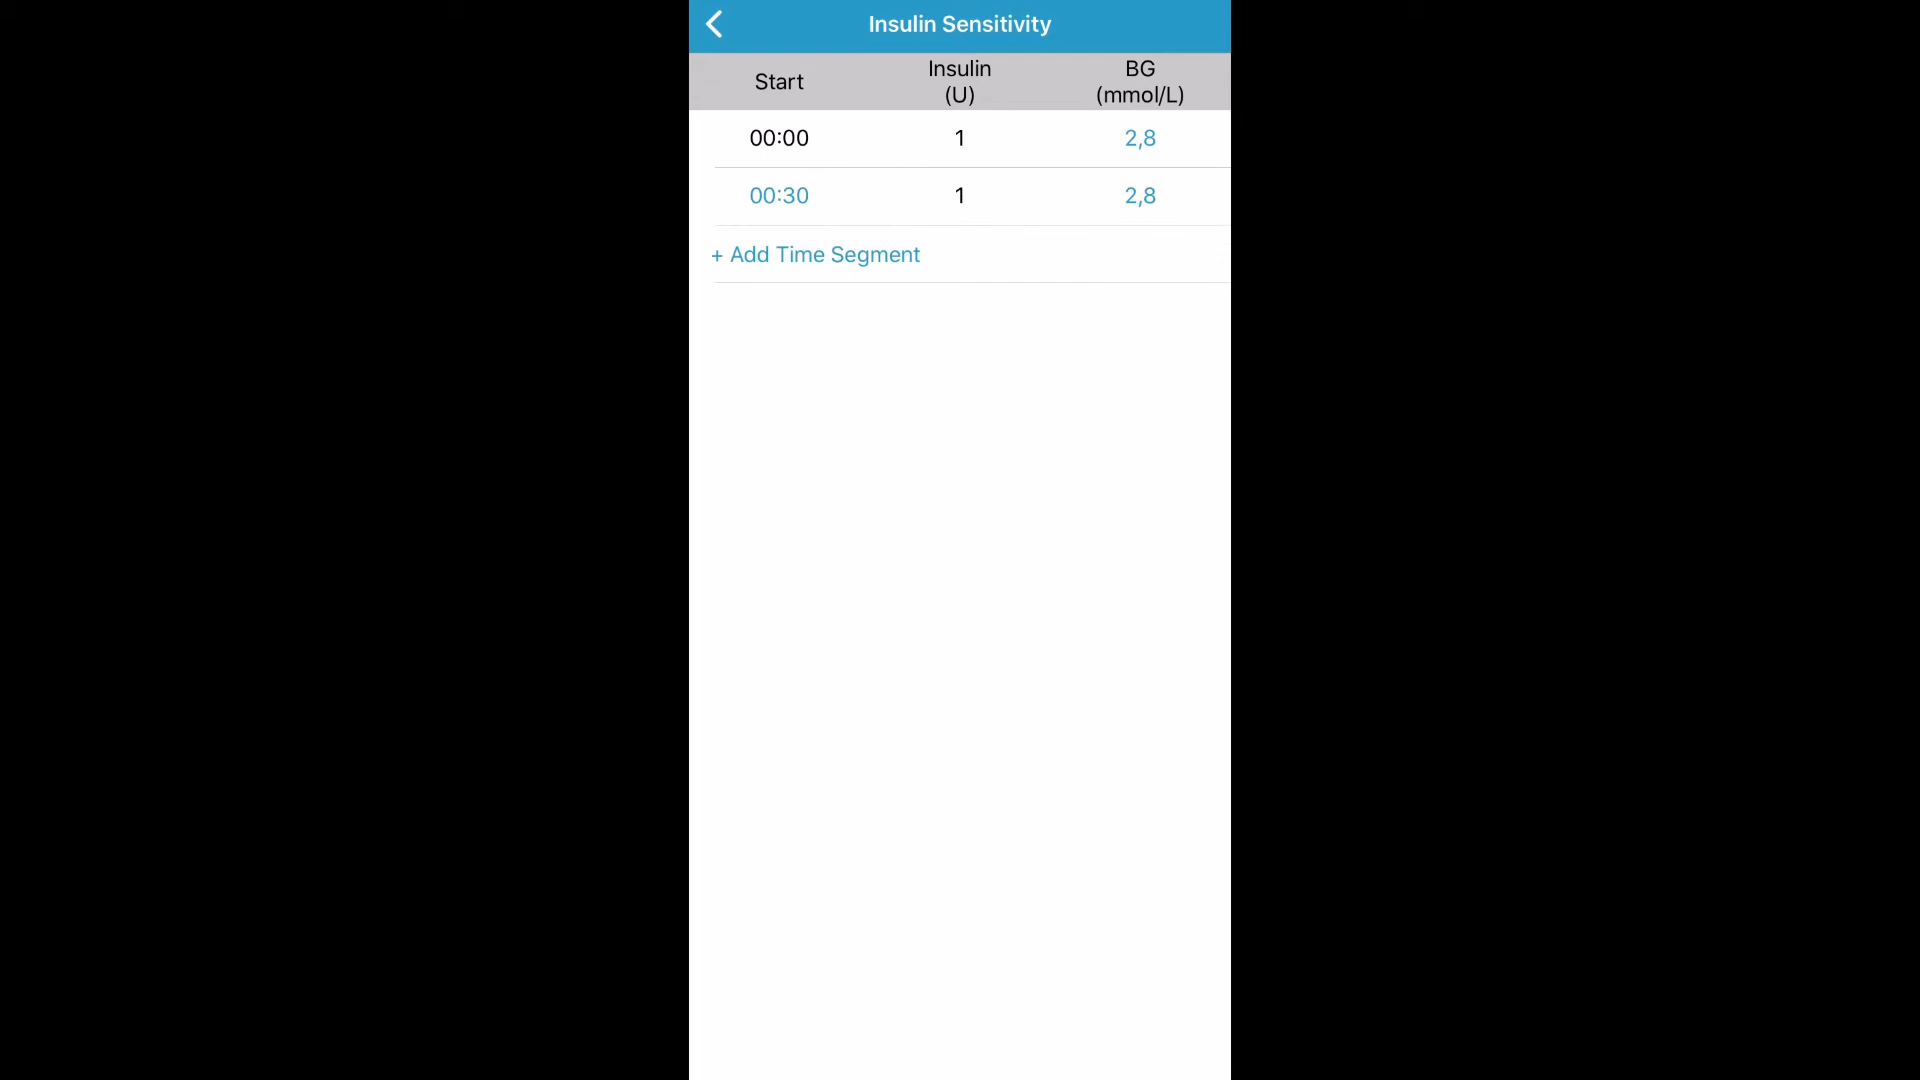 Insulin Sensitivity
Start Insulin (U) BG (mmol/L)
00:00 1 2,8
00:30 1 2,8
+ Add Time Segment